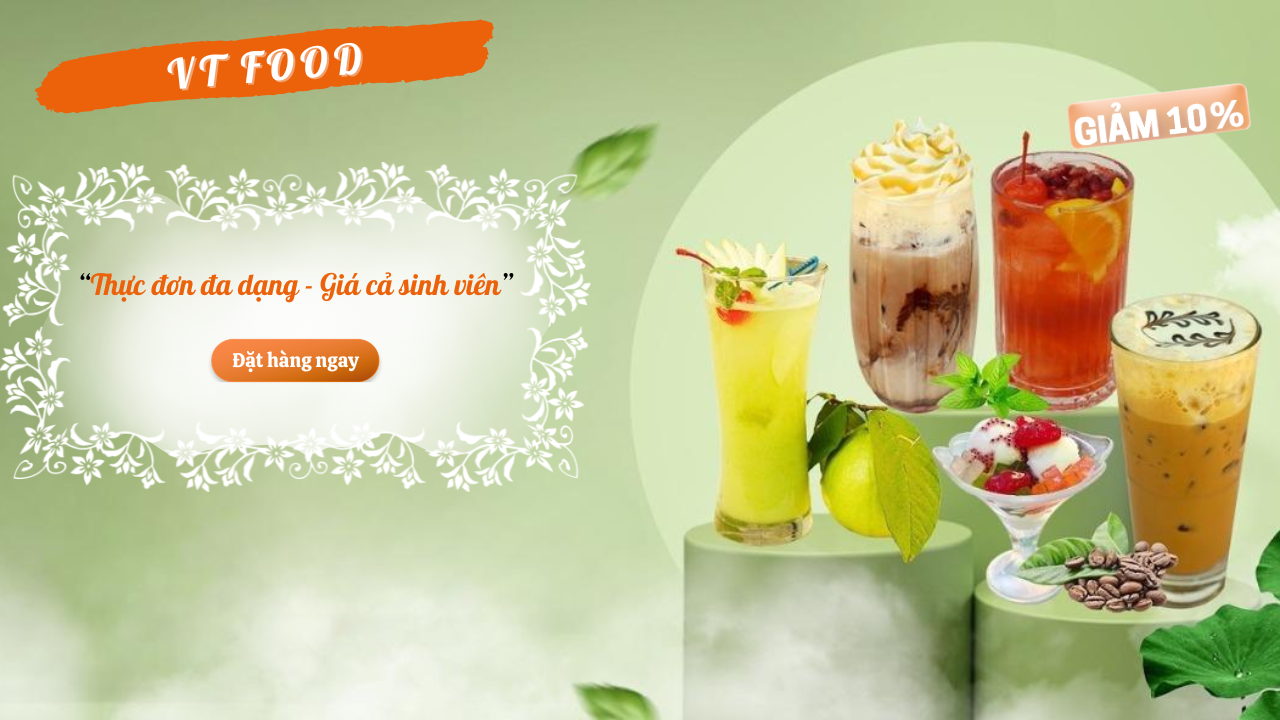 VT FOOD
GIẢM 10%
“Thực đơn đa dạng - Giá cả sinh viên”
Đặt hàng ngay